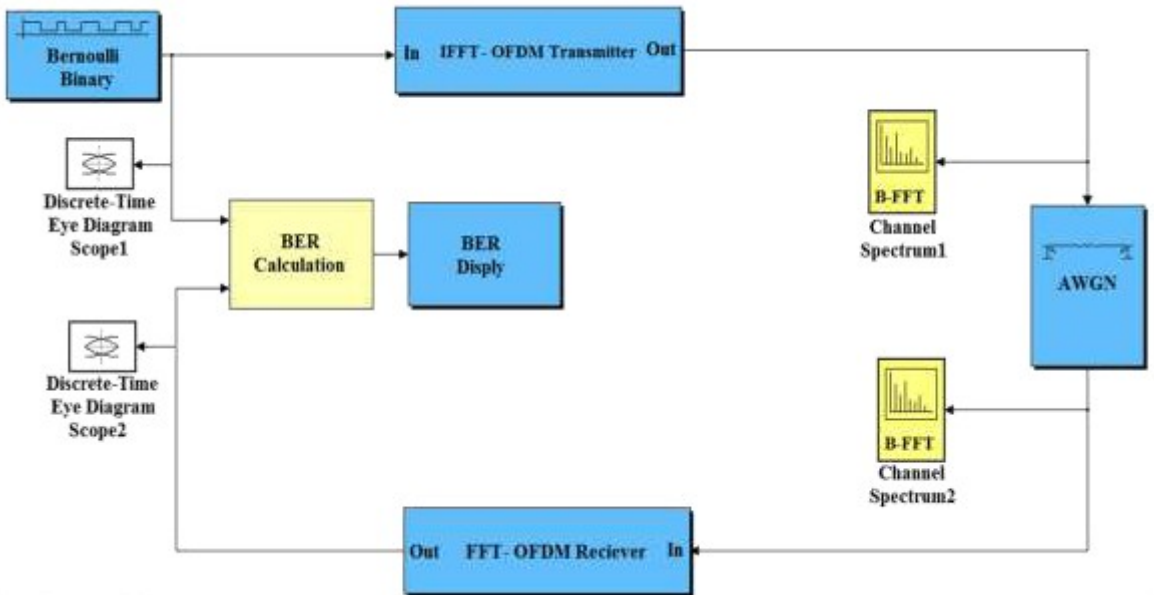 Bernoulli
Binary
In IFFT- OFDM Transmitter Out
Discrete-Time
Eye Diagram
Scope1
B-FFT
Channel
Spectrum1
BER
Calculation
BER
Disply
AWGN
Discrete-Time
Eye Diagram
Scope2
B-FFT
Channel
Spectrum2
Out FFT- OFDM Reciever In